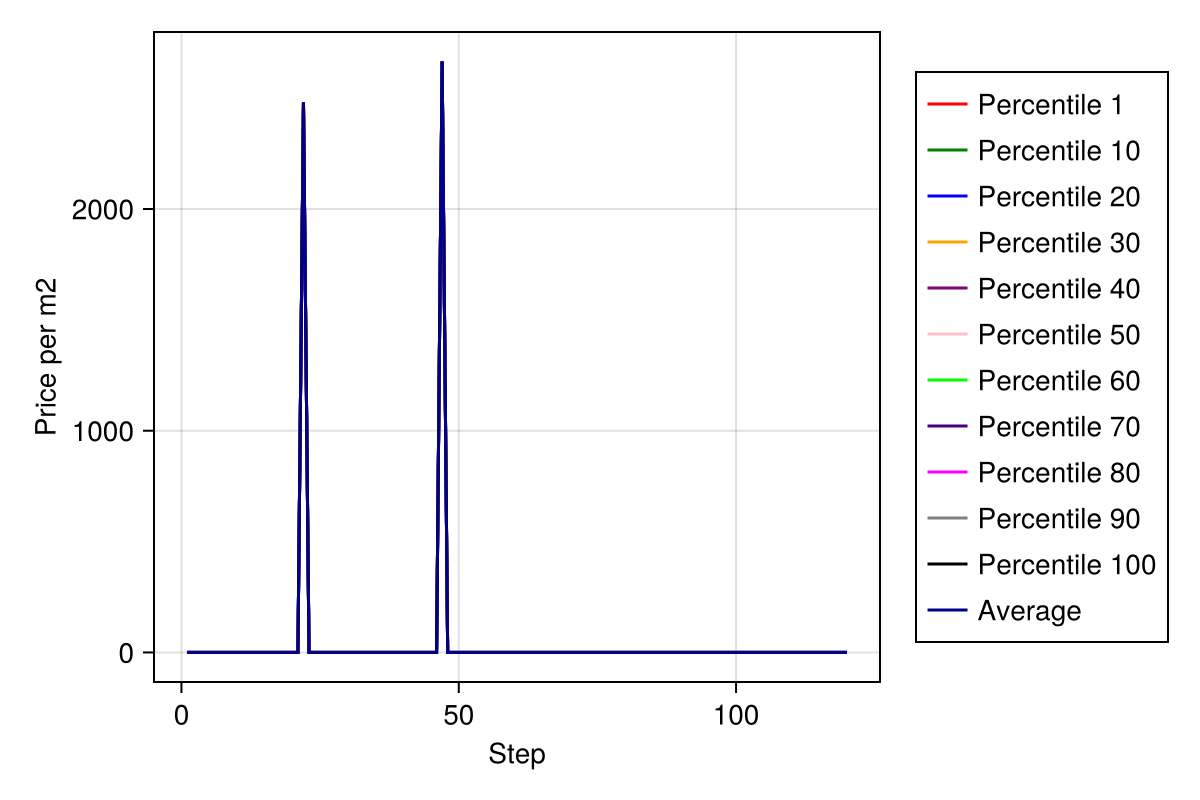 Price per m2
2000
1000
0
0
50
100
Step
Percentile 1
Percentile 10
Percentile 20
Percentile 30
Percentile 40
Percentile 50
Percentile 60
Percentile 70
Percentile 80
Percentile 90
Percentile 100
Average